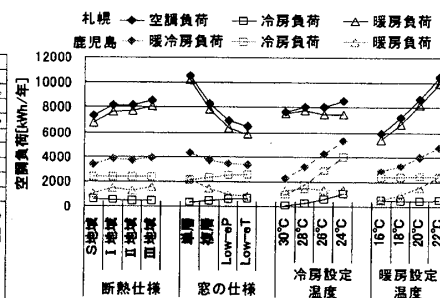 札幌 空調負荷 冷房負荷 暖房負荷
鹿児島 暖冷房負荷 冷房負荷 暖房負荷
空調負荷[kWh/年]
12000
10000
8000
6000
4000
2000
0
S地域 Ⅰ地域 Ⅱ地域 Ⅲ地域 単層 複層 Low-eP Low-eT 30℃ 28℃ 26℃ 24℃ 16℃ 18℃ 20℃ 22℃
断熱仕様 窓の仕様 冷房設定温度 暖房設定温度